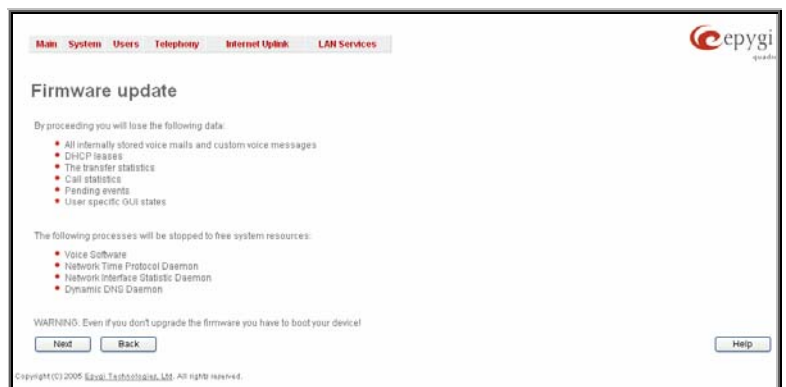 Main System Users Telephony Internet Uplink LAN Services
epygi
quadro
Firmware update
By proceeding you will lose the following data:
All internally stored voice mails and custom voice messages
DHCP leases
The transfer statistics
Call statistics
Pending events
User specific GUI states
The following processes will be stopped to free system resources:
Voice Software
Network Time Protocol Daemon
Network Interface Statistic Daemon
Dynamic DNS Daemon
WARNING: Even if you don't upgrade the firmware you have to boot your device!
Next Back Help
Copyright (C) 2005 Epygi Technologies, Ltd. All rights reserved.